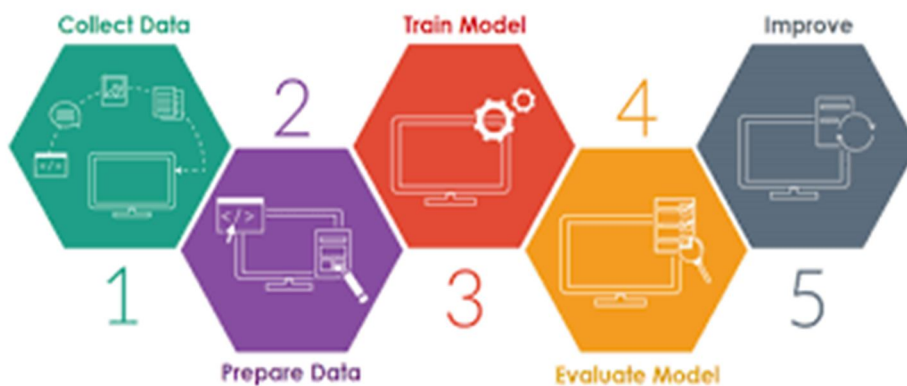 Collect Data
1
2
Prepare Data
</>
</>
Train Model
3
4
Evaluate Model
Improve
5